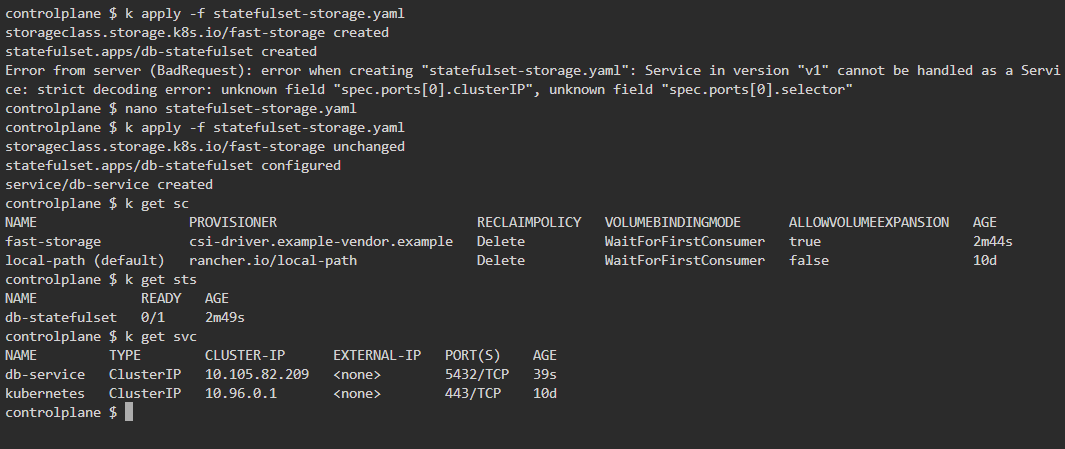 controlplane $ k apply -f statefulset-storage.yaml
storageclass.storage.k8s.io/fast-storage created
statefulset.apps/db-statefulset created
Error from server (BadRequest): error when creating "statefulset-storage.yaml": Service in version "v1" cannot be handled as a Servi
ce: strict decoding error: unknown field "spec.ports[0].clusterIP", unknown field "spec.ports[0].selector"
controlplane $ nano statefulset-storage.yaml
controlplane $ k apply -f statefulset-storage.yaml
storageclass.storage.k8s.io/fast-storage unchanged
statefulset.apps/db-statefulset configured
service/db-service created
controlplane $ k get sc
NAME                   PROVISIONER                         RECLAIMPOLICY   VOLUMEBINDINGMODE      ALLOWVOLUMEEXPANSION   AGE
fast-storage           csi-driver.example-vendor.example   Delete          WaitForFirstConsumer   true                   2m44s
local-path (default)   rancher.io/local-path               Delete          WaitForFirstConsumer   false                  10d
controlplane $ k get sts
NAME             READY   AGE
db-statefulset   0/1     2m49s
controlplane $ k get svc
NAME         TYPE        CLUSTER-IP      EXTERNAL-IP   PORT(S)    AGE
db-service   ClusterIP   10.105.82.209   <none>        5432/TCP   39s
kubernetes   ClusterIP   10.96.0.1       <none>        443/TCP    10d
controlplane $